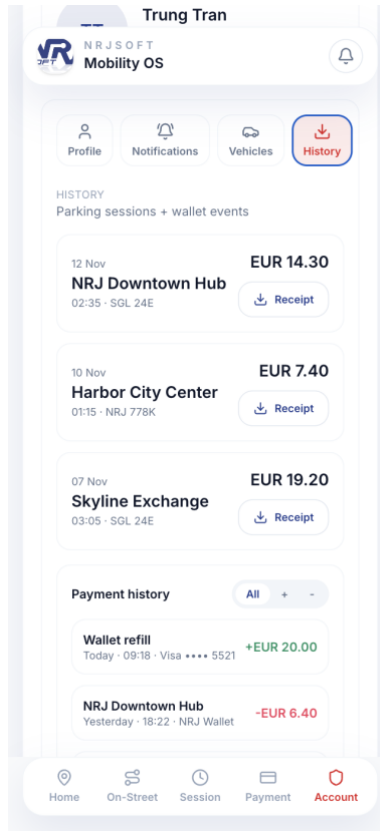 Trung Tran
NRJSOFT
Mobility OS
Profile
Notifications
Vehicles
History
HISTORY
Parking sessions + wallet events
12 Nov
EUR 14.30
NRJ Downtown Hub
02:35 · SGL 24E
Receipt
10 Nov
EUR 7.40
Harbor City Center
01:15 · NRJ 778K
Receipt
07 Nov
EUR 19.20
Skyline Exchange
03:05 · SGL 24E
Receipt
Payment history
All + -
Wallet refill
Today · 09:18 · Visa •••• 5521
+EUR 20.00
NRJ Downtown Hub
Yesterday · 18:22 · NRJ Wallet
-EUR 6.40
Home
On-Street
Session
Payment
Account